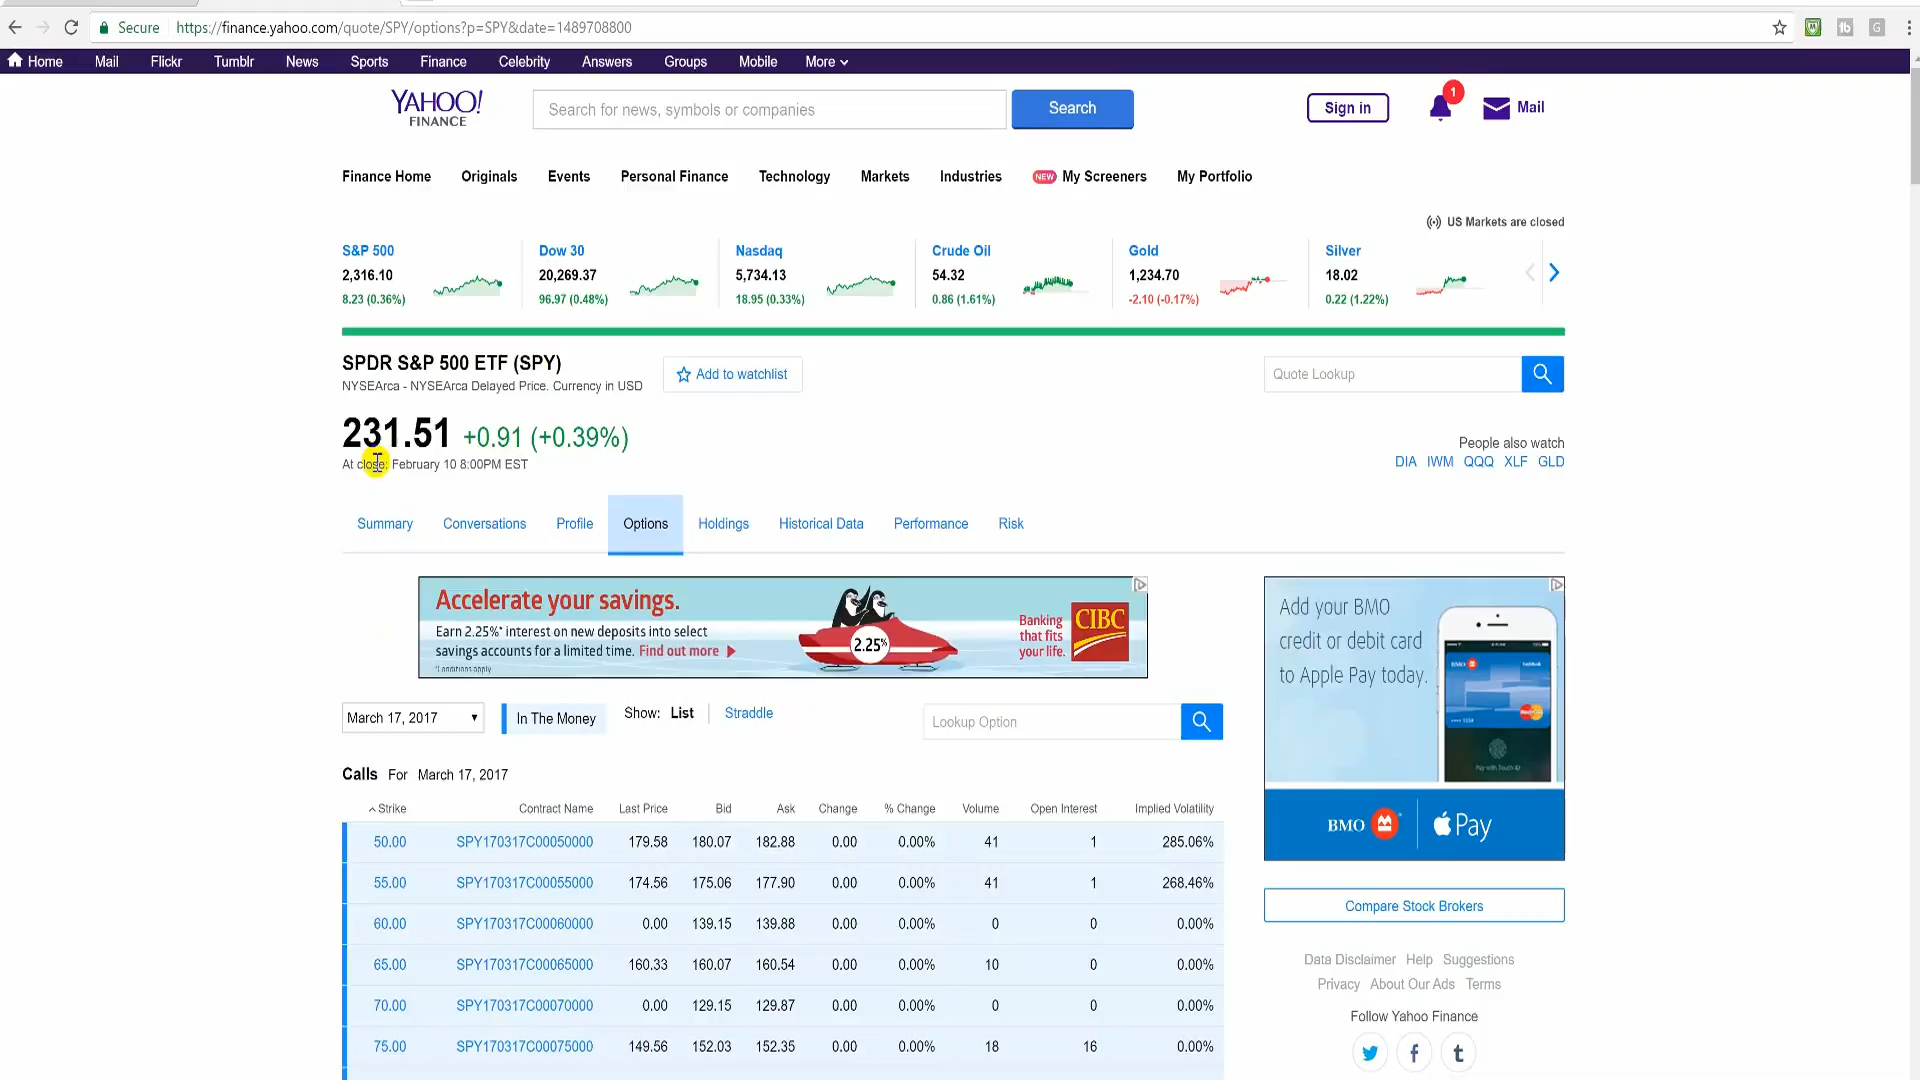 Secure https://finance.yahoo.com/quote/SPY/options?p=SPY&date=1489708800
Home Mail Flickr Tumblr News Sports Finance Celebrity Answers Groups Mobile More
YAHOO! FINANCE
Search for news, symbols or companies Search
Sign in 1 Mail
Finance Home Originals Events Personal Finance Technology Markets Industries NEW My Screeners My Portfolio
US Markets are closed
S&P 500 Dow 30 Nasdaq Crude Oil Gold Silver
2,316.10 20,269.37 5,734.13 54.32 1,234.70 18.02
8.23 (0.36%) 96.97 (0.48%) 18.95 (0.33%) 0.86 (1.61%) -2.10 (-0.17%) 0.22 (1.22%)
SPDR S&P 500 ETF (SPY) Add to watchlist Quote Lookup
NYSEArca - NYSEArca Delayed Price. Currency in USD
231.51 +0.91 (+0.39%)
At close: February 10 8:00PM EST
People also watch
DIA IWM QQQ XLF GLD
Summary Conversations Profile Options Holdings Historical Data Performance Risk
Accelerate your savings.
Earn 2.25%* interest on new deposits into select
savings accounts for a limited time. Find out more
*Conditions apply
2.25%
Banking
that fits
your life.
CIBC
Add your BMO
credit or debit card
to Apple Pay today.
Pay with Touch ID
BMO Pay
March 17, 2017 In The Money Show: List Straddle Lookup Option
Calls For March 17, 2017
Strike Contract Name Last Price Bid Ask Change % Change Volume Open Interest Implied Volatility
50.00 SPY170317C00050000 179.58 180.07 182.88 0.00 0.00% 41 1 285.06%
55.00 SPY170317C00055000 174.56 175.06 177.90 0.00 0.00% 41 1 268.46%
60.00 SPY170317C00060000 0.00 139.15 139.88 0.00 0.00% 0 0 0.00%
65.00 SPY170317C00065000 160.33 160.07 160.54 0.00 0.00% 10 0 0.00%
70.00 SPY170317C00070000 0.00 129.15 129.87 0.00 0.00% 0 0 0.00%
75.00 SPY170317C00075000 149.56 152.03 152.35 0.00 0.00% 18 16 0.00%
Compare Stock Brokers
Data Disclaimer Help Suggestions
Privacy About Our Ads Terms
Follow Yahoo Finance